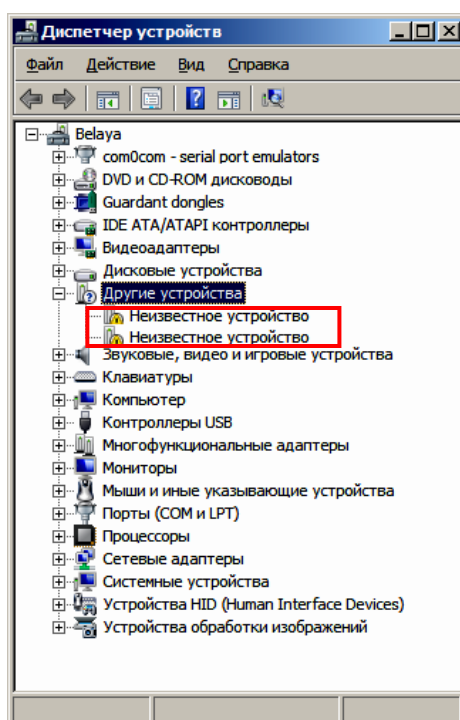 Диспетчер устройств
Файл Действие Вид Справка
Belaya
com0com - serial port emulators
DVD и CD-ROM дисководы
Guardant dongles
IDE ATA/ATAPI контроллеры
Видеоадаптеры
Дисковые устройства
Другие устройства
Неизвестное устройство
Неизвестное устройство
Звуковые, видео и игровые устройства
Клавиатуры
Компьютер
Контроллеры USB
Многофункциональные адаптеры
Мониторы
Мыши и иные указывающие устройства
Порты (COM и LPT)
Процессоры
Сетевые адаптеры
Системные устройства
Устройства HID (Human Interface Devices)
Устройства обработки изображений